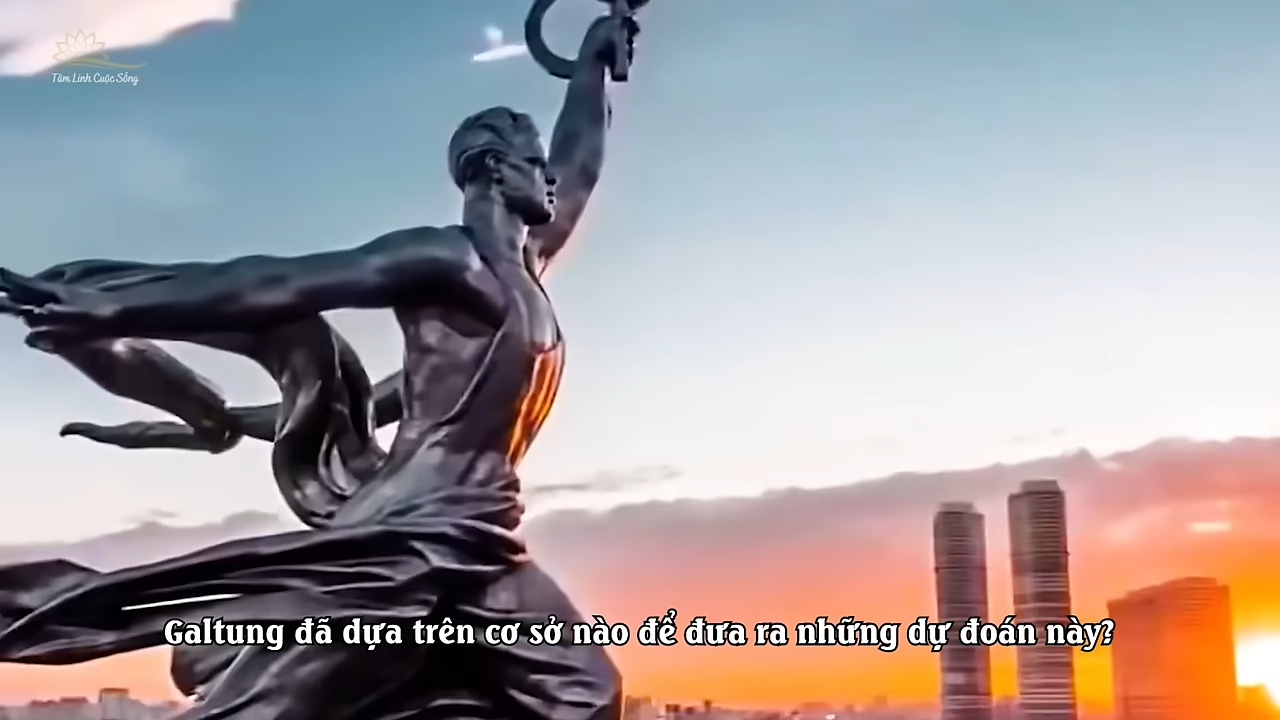 Tâm Linh Cuộc Sống
Galtung đã dựa trên cơ sở nào để đưa ra những dự đoán này?